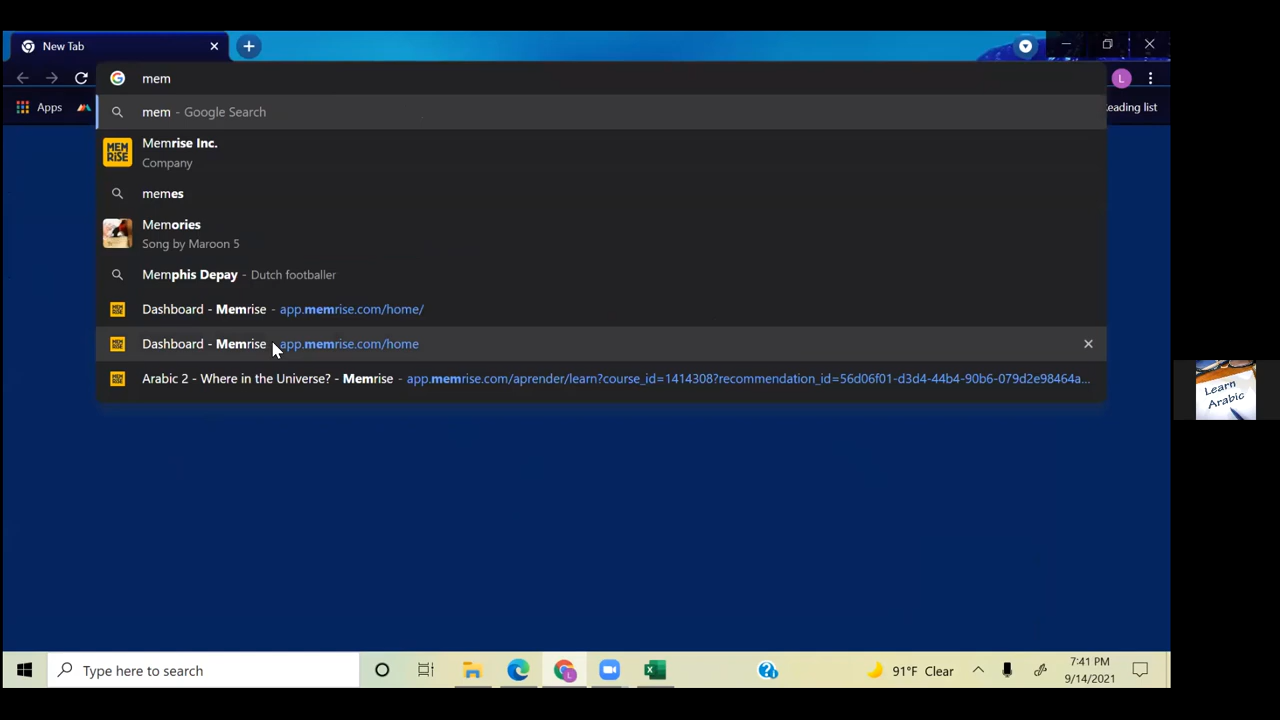 New Tab
mem
L
Apps
eading list
mem - Google Search
MEM
RISE
Memrise Inc.
Company
memes
Memories
Song by Maroon 5
Memphis Depay - Dutch footballer
Dashboard - Memrise - app.memrise.com/home/
Dashboard - Memrise app.memrise.com/home
Arabic 2 - Where in the Universe? - Memrise - app.memrise.com/aprender/learn?course_id=1414308?recommendation_id=56d06f01-d3d4-44b4-90b6-079d2e98464a...
Learn
Arabic
Type here to search
L
91°F Clear
7:41 PM
9/14/2021